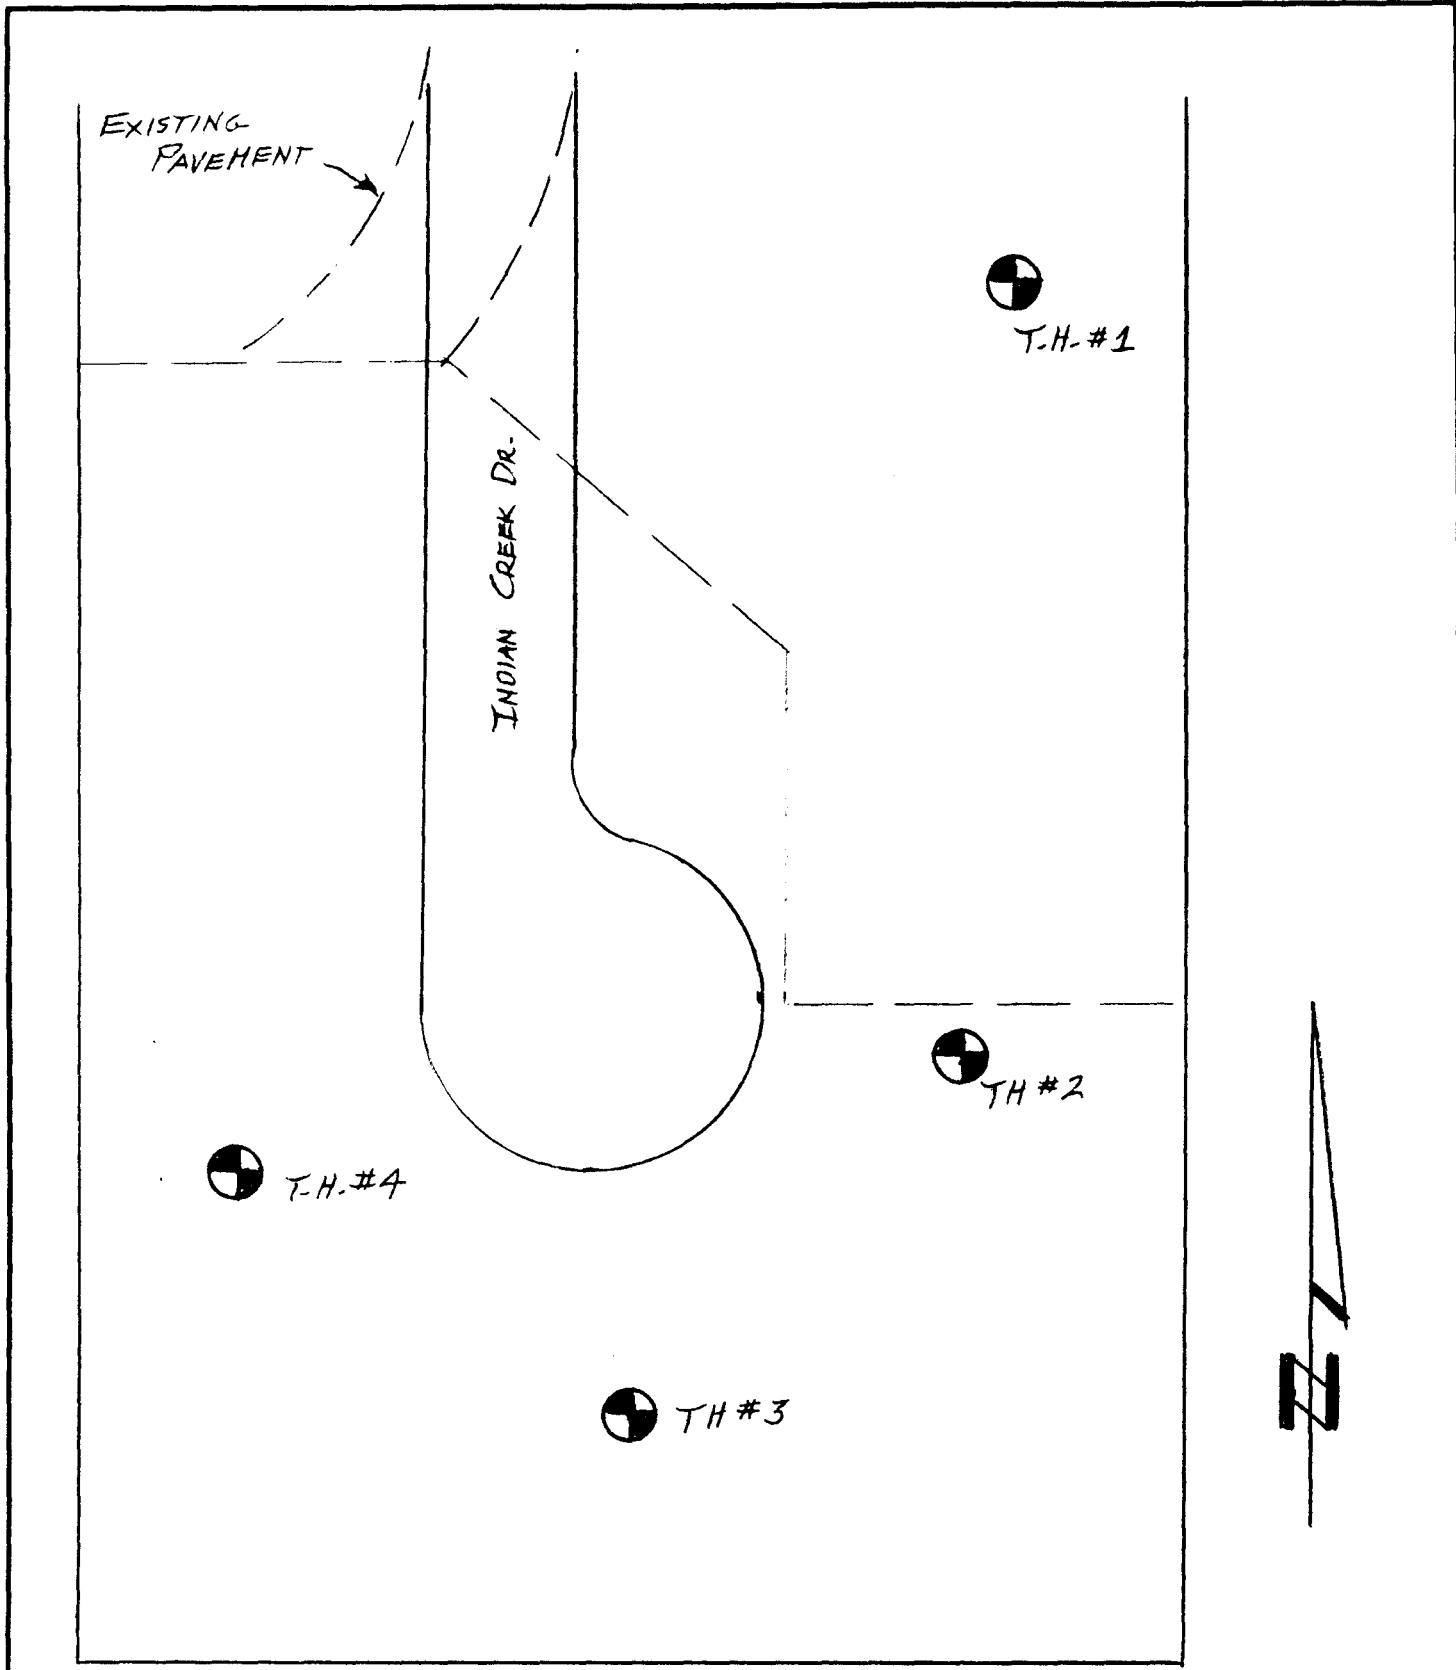 EXISTING
PAVEMENT
T.H. #1
INDIAN CREEK DR.
TH #2
T.H. #4
TH #3
N